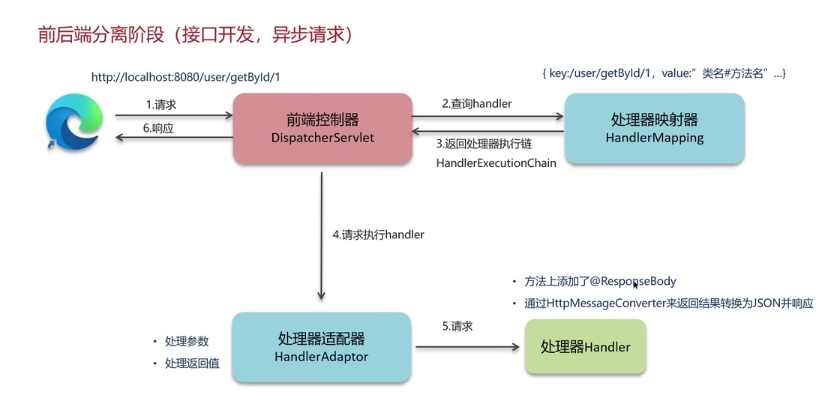 前后端分离阶段（接口开发，异步请求）
http://localhost:8080/user/getById/1
{ key:/user/getById/1，value:”类名#方法名”…}
1.请求
6.响应
前端控制器
DispatcherServlet
2.查询handler
3.返回处理器执行链
HandlerExecutionChain
处理器映射器
HandlerMapping
4.请求执行handler
• 方法上添加了@ResponseBody
• 通过HttpMessageConverter来返回结果转换为JSON并响应
• 处理参数
• 处理返回值
处理器适配器
HandlerAdaptor
5.请求
处理器Handler